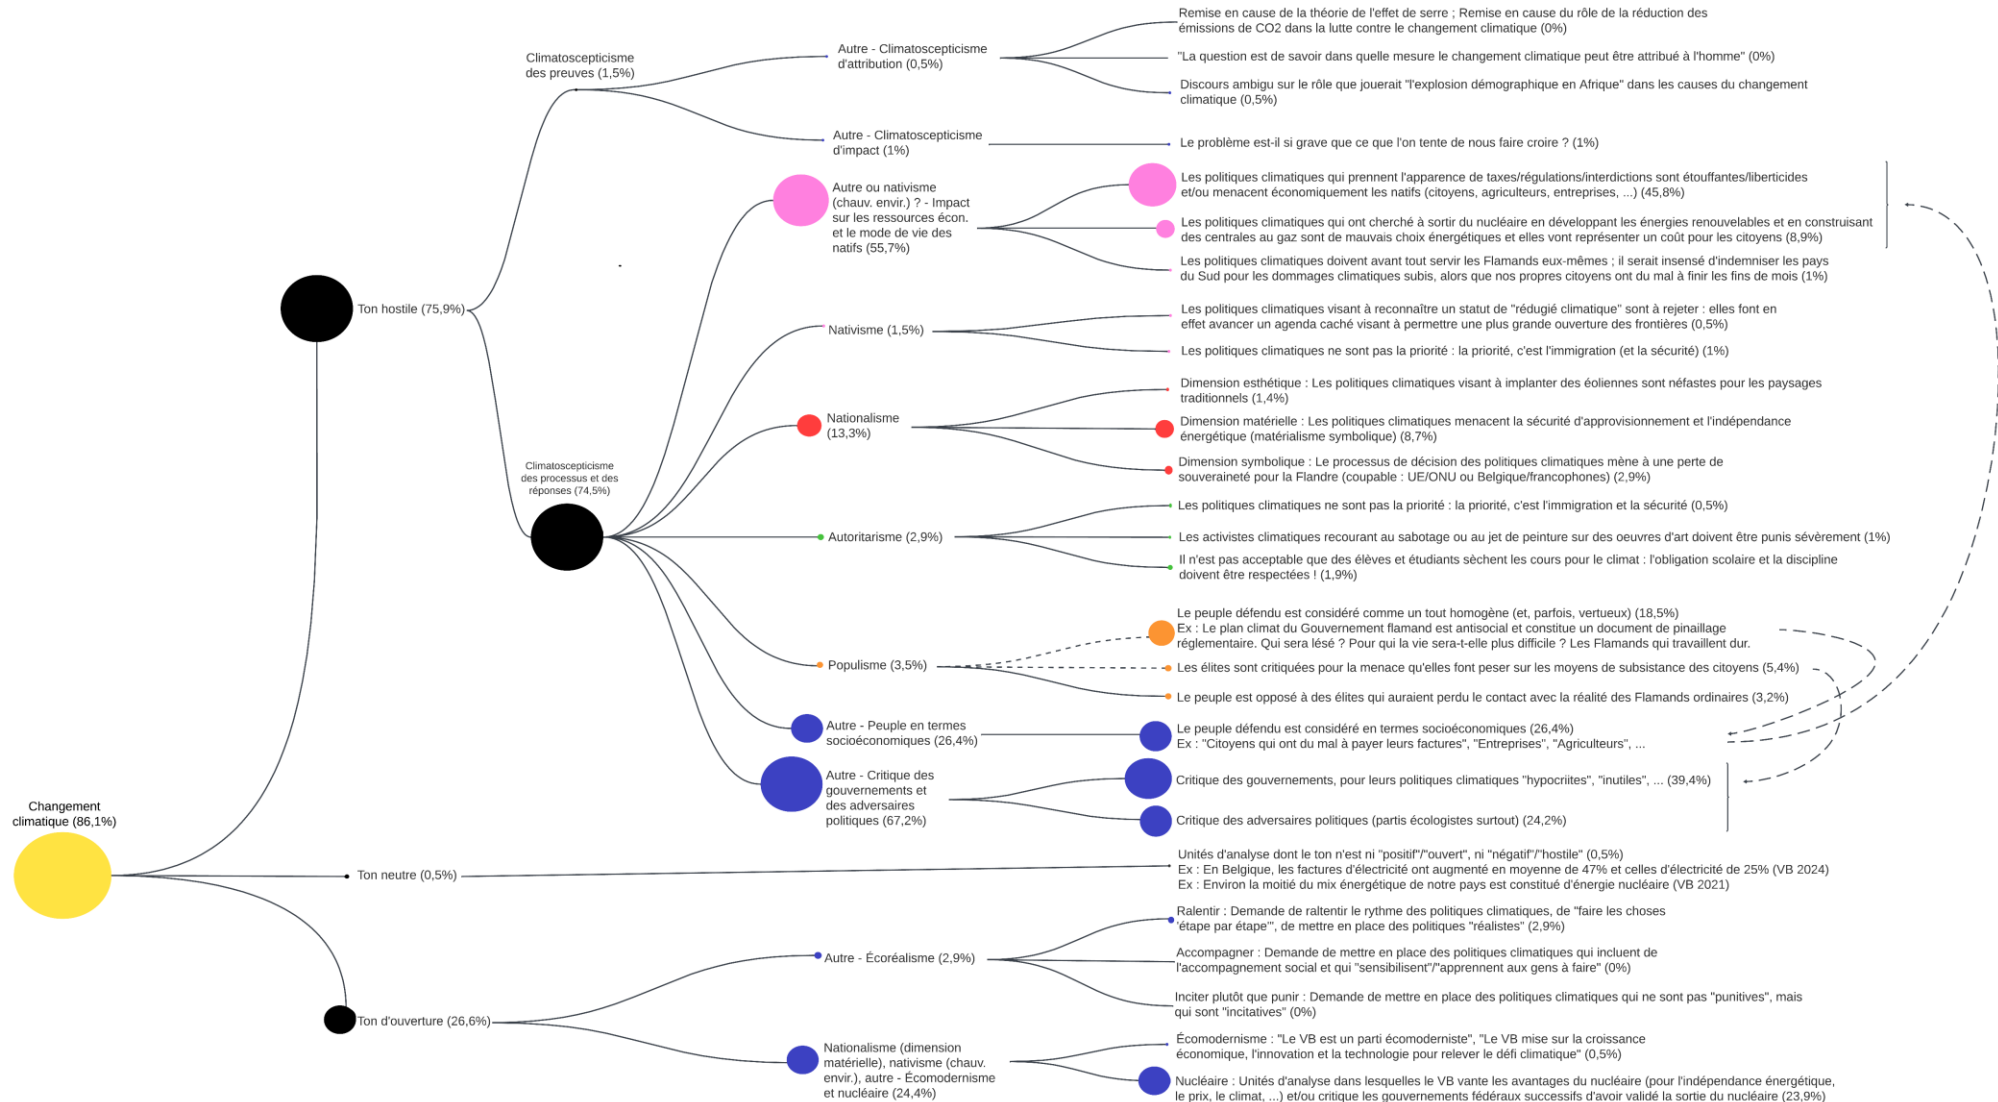 Remise en cause de la théorie de l'effet de serre ; Remise en cause du rôle de la réduction des
émissions de CO2 dans la lutte contre le changement climatique (0%)
Climatoscepticisme
des preuves (1,5%)
Autre - Climatoscepticisme
d'attribution (0,5%)
"La question est de savoir dans quelle mesure le changement climatique peut être attribué à l'homme" (0%)
Discours ambigu sur le rôle que jouerait "l'explosion démographique en Afrique" dans les causes du changement
climatique (0,5%)
Autre - Climatoscepticisme
d'impact (1%)
Le problème est-il si grave que ce que l'on tente de nous faire croire ? (1%)
Autre ou nativisme
(chauv. envir.) ? - Impact
sur les ressources écon.
et le mode de vie des
natifs (55,7%)
Les politiques climatiques qui prennent l'apparence de taxes/régulations/interdictions sont étouffantes/liberticides
et/ou menacent économiquement les natifs (citoyens, agriculteurs, entreprises, ...) (45,8%)
Les politiques climatiques qui ont cherché à sortir du nucléaire en développant les énergies renouvelables et en construisant
des centrales au gaz sont de mauvais choix énergétiques et elles vont représenter un coût pour les citoyens (8,9%)
Les politiques climatiques doivent avant tout servir les Flamands eux-mêmes ; il serait insensé d'indemniser les pays
du Sud pour les dommages climatiques subis, alors que nos propres citoyens ont du mal à finir les fins de mois (1%)
Ton hostile (75,9%)
Nativisme (1,5%)
Les politiques climatiques visant à reconnaître un statut de "rédugié climatique" sont à rejeter : elles font en
effet avancer un agenda caché visant à permettre une plus grande ouverture des frontières (0,5%)
Les politiques climatiques ne sont pas la priorité : la priorité, c'est l'immigration (et la sécurité) (1%)
Nationalisme
(13,3%)
Dimension esthétique : Les politiques climatiques visant à implanter des éoliennes sont néfastes pour les paysages
traditionnels (1,4%)
Dimension matérielle : Les politiques climatiques menacent la sécurité d'approvisionnement et l'indépendance
énergétique (matérialisme symbolique) (8,7%)
Dimension symbolique : Le processus de décision des politiques climatiques mène à une perte de
souveraineté pour la Flandre (coupable : UE/ONU ou Belgique/francophones) (2,9%)
Climatoscepticisme
des processus et des
réponses (74,5%)
Autoritarisme (2,9%)
Les politiques climatiques ne sont pas la priorité : la priorité, c'est l'immigration et la sécurité (0,5%)
Les activistes climatiques recourant au sabotage ou au jet de peinture sur des oeuvres d'art doivent être punis sévèrement (1%)
Il n'est pas acceptable que des élèves et étudiants sèchent les cours pour le climat : l'obligation scolaire et la discipline
doivent être respectées ! (1,9%)
Populisme (3,5%)
Le peuple défendu est considéré comme un tout homogène (et, parfois, vertueux) (18,5%)
Ex : Le plan climat du Gouvernement flamand est antisocial et constitue un document de pinaillage
réglementaire. Qui sera lésé ? Pour qui la vie sera-t-elle plus difficile ? Les Flamands qui travaillent dur.
Les élites sont critiquées pour la menace qu'elles font peser sur les moyens de subsistance des citoyens (5,4%)
Le peuple est opposé à des élites qui auraient perdu le contact avec la réalité des Flamands ordinaires (3,2%)
Autre - Peuple en termes
socioéconomiques (26,4%)
Le peuple défendu est considéré en termes socioéconomiques (26,4%)
Ex : "Citoyens qui ont du mal à payer leurs factures", "Entreprises", "Agriculteurs", ...
Autre - Critique des
gouvernements et
des adversaires
politiques (67,2%)
Critique des gouvernements, pour leurs politiques climatiques "hypocriites", "inutiles", ... (39,4%)
Critique des adversaires politiques (partis écologistes surtout) (24,2%)
Changement
climatique (86,1%)
Ton neutre (0,5%)
Unités d'analyse dont le ton n'est ni "positif"/"ouvert", ni "négatif"/"hostile" (0,5%)
Ex : En Belgique, les factures d'électricité ont augmenté en moyenne de 47% et celles d'électricité de 25% (VB 2024)
Ex : Environ la moitié du mix énergétique de notre pays est constitué d'énergie nucléaire (VB 2021)
Ton d'ouverture (26,6%)
Autre - Écoréalisme (2,9%)
Ralentir : Demande de raltentir le rythme des politiques climatiques, de "faire les choses
'étape par étape'", de mettre en place des politiques "réalistes" (2,9%)
Accompagner : Demande de mettre en place des politiques climatiques qui incluent de
l'accompagnement social et qui "sensibilisent"/"apprennent aux gens à faire" (0%)
Inciter plutôt que punir : Demande de mettre en place des politiques climatiques qui ne sont pas "punitives", mais
qui sont "incitatives" (0%)
Nationalisme (dimension
matérielle), nativisme (chauv.
envir.), autre - Écomodernisme
et nucléaire (24,4%)
Écomodernisme : "Le VB est un parti écomoderniste", "Le VB mise sur la croissance
économique, l'innovation et la technologie pour relever le défi climatique" (0,5%)
Nucléaire : Unités d'analyse dans lesquelles le VB vante les avantages du nucléaire (pour l'indépendance énergétique,
le prix, le climat, ...) et/ou critique les gouvernements fédéraux successifs d'avoir validé la sortie du nucléaire (23,9%)